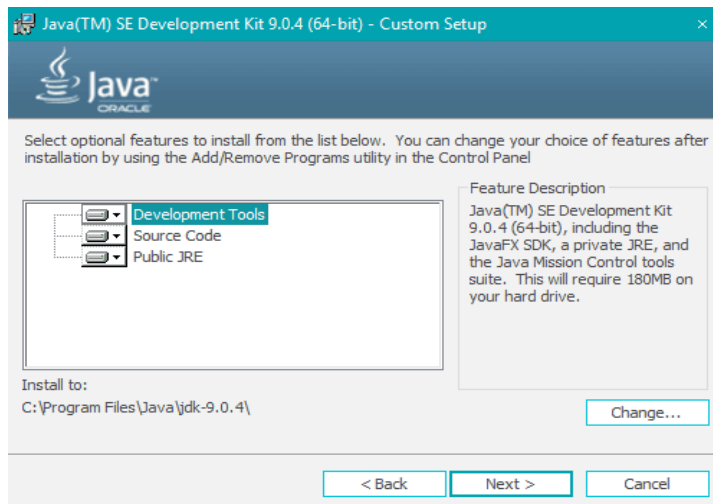 Java(TM) SE Development Kit 9.0.4 (64-bit) - Custom Setup
Java™
ORACLE
Select optional features to install from the list below.  You can change your choice of features after
installation by using the Add/Remove Programs utility in the Control Panel
Development Tools
Source Code
Public JRE
Feature Description
Java(TM) SE Development Kit
9.0.4 (64-bit), including the
JavaFX SDK, a private JRE, and
the Java Mission Control tools
suite.  This will require 180MB on
your hard drive.
Install to:
C:\Program Files\Java\jdk-9.0.4\
Change...
< Back
Next >
Cancel